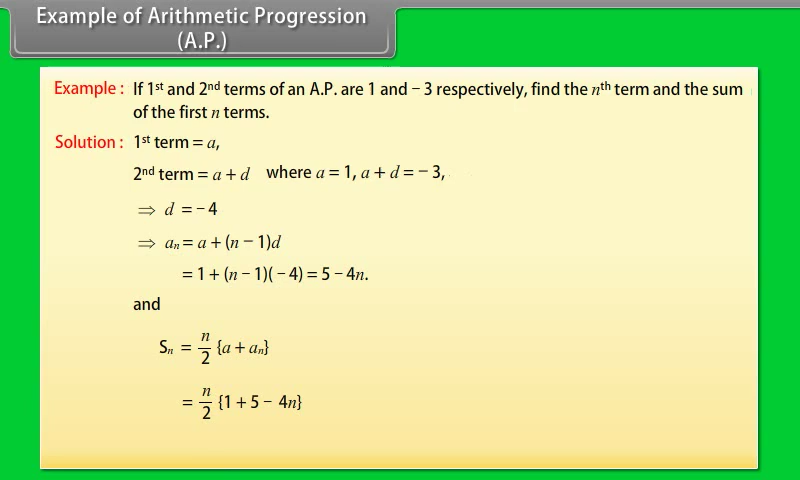 Example of Arithmetic Progression
(A.P.)
Example : If 1st and 2nd terms of an A.P. are 1 and − 3 respectively, find the nth term and the sum
of the first n terms.
Solution : 1st term = a,
2nd term = a + d where a = 1, a + d = − 3,
⇒ d = − 4
⇒ aₙ = a + (n − 1)d
= 1 + (n − 1)( − 4) = 5 − 4n.
and
Sₙ = n/2 {a + aₙ}
= n/2 {1 + 5 − 4n}